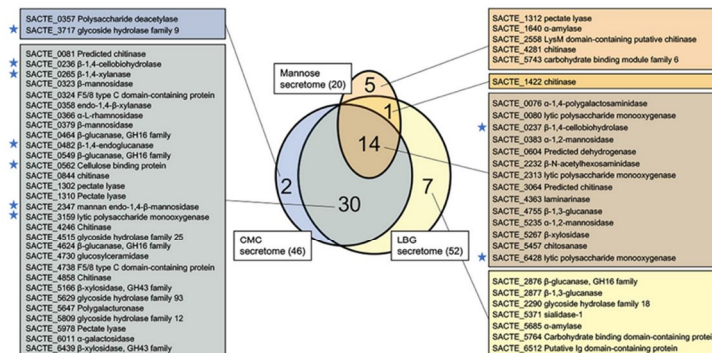 SACTE_0357 Polysaccharide deacetylase
SACTE_3717 glycoside hydrolase family 9
SACTE_0081 Predicted chitinase
SACTE_0236 β-1,4-cellobiohydrolase
SACTE_0265 β-1,4-xylanase
SACTE_0323 β-mannosidase
SACTE_0324 F5/8 type C domain-containing protein
SACTE_0358 endo-1,4-β-xylanase
SACTE_0366 α-L-rhamnosidase
SACTE_0379 β-mannosidase
SACTE_0464 β-glucanase, GH16 family
SACTE_0482 β-1,4-endoglucanase
SACTE_0549 β-glucanase, GH16 family
SACTE_0562 Cellulose binding protein
SACTE_0844 chitinase
SACTE_1302 pectate lyase
SACTE_1310 Pectate lyase
SACTE_2347 mannan endo-1,4-β-mannosidase
SACTE_3159 lytic polysaccharide monooxygenase
SACTE_4246 Chitinase
SACTE_4515 glycoside hydrolase family 25
SACTE_4624 β-glucanase, GH16 family
SACTE_4730 glucosylceramidase
SACTE_4738 F5/8 type C domain-containing protein
SACTE_4858 Chitinase
SACTE_5166 β-xylosidase, GH43 family
SACTE_5629 glycoside hydrolase family 93
SACTE_5647 Polygalacturonase
SACTE_5809 glycoside hydrolase family 12
SACTE_5978 Pectate lyase
SACTE_6011 α-galactosidase
SACTE_6439 β-xylosidase, GH43 family
Mannose
secretome (20)
5
1
14
2
30
7
CMC
secretome (46)
LBG
secretome (52)
SACTE_1312 pectate lyase
SACTE_1640 α-amylase
SACTE_2558 LysM domain-containing putative chitinase
SACTE_4281 chitinase
SACTE_5743 carbohydrate binding module family 6
SACTE_1422 chitinase
SACTE_0076 α-1,4-polygalactosaminidase
SACTE_0080 lytic polysaccharide monooxygenase
SACTE_0237 β-1,4-cellobiohydrolase
SACTE_0383 α-1,2-mannosidase
SACTE_0604 Predicted dehydrogenase
SACTE_2232 β-N-acetylhexosaminidase
SACTE_2313 lytic polysaccharide monooxygenase
SACTE_3064 Predicted chitinase
SACTE_4363 laminarinase
SACTE_4755 β-1,3-glucanase
SACTE_5235 α-1,2-mannosidase
SACTE_5267 β-xylosidase
SACTE_5457 chitosanase
SACTE_6428 lytic polysaccharide monooxygenase
SACTE_2876 β-glucanase, GH16 family
SACTE_2877 β-1,3-glucanase
SACTE_2290 glycoside hydrolase family 18
SACTE_5371 sialidase-1
SACTE_5685 α-amylase
SACTE_5764 Carbohydrate binding domain-containing protein
SACTE_6512 Putative Ig domain-containing protein